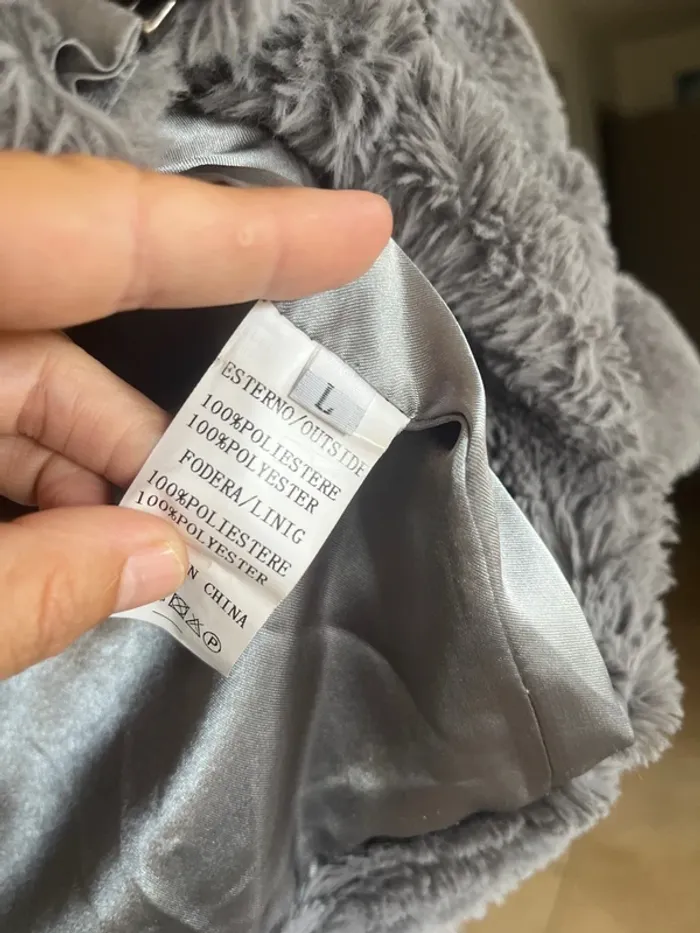 L
ESTERNO/OUTSIDE
100%POLIESTERE
100%POLYESTER
FODERA/LINIG
100%POLIESTERE
100%POLYESTER
N CHINA
P